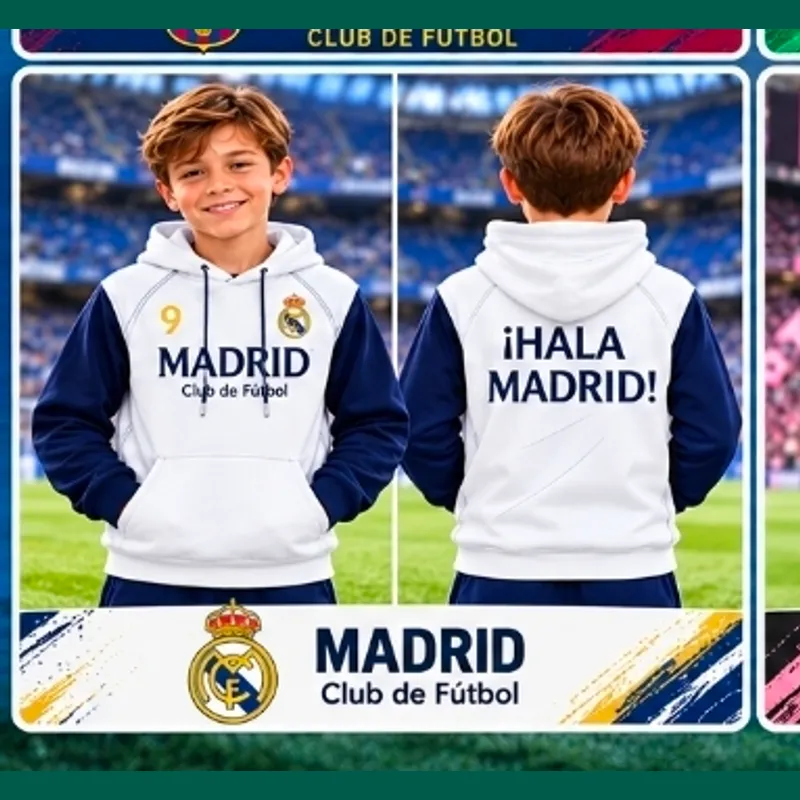 CLUB DE FUTBOL
9
MADRID
Club de Fútbol
¡HALA
MADRID!
MADRID
Club de Fútbol